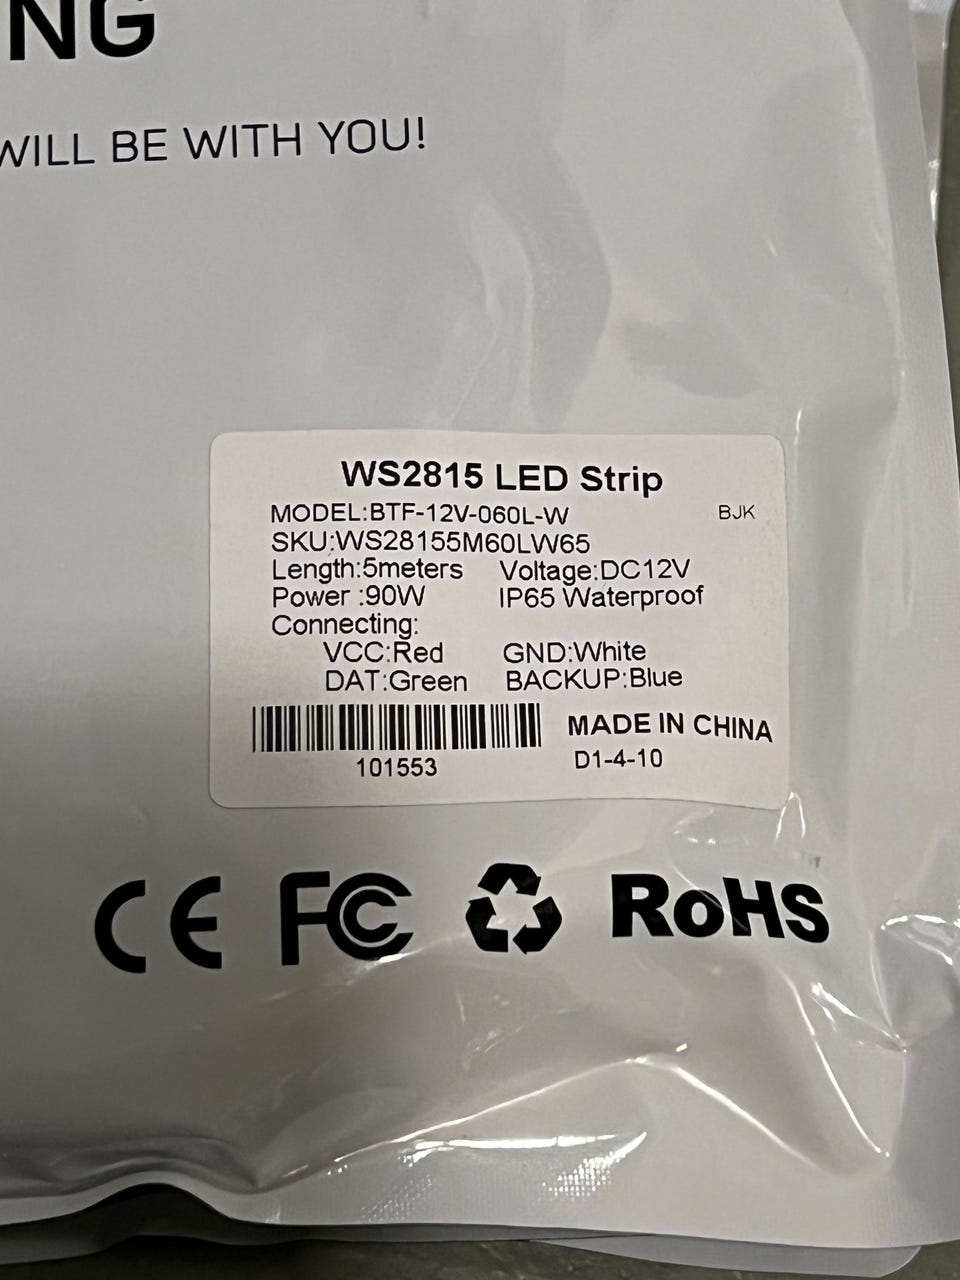 NG
WILL BE WITH YOU!
WS2815 LED Strip
MODEL:BTF-12V-060L-W BJK
SKU:WS28155M60LW65
Length:5meters Voltage:DC12V
Power :90W IP65 Waterproof
Connecting:
VCC:Red GND:White
DAT:Green BACKUP:Blue
MADE IN CHINA
101553 D1-4-10
CE FC RoHS